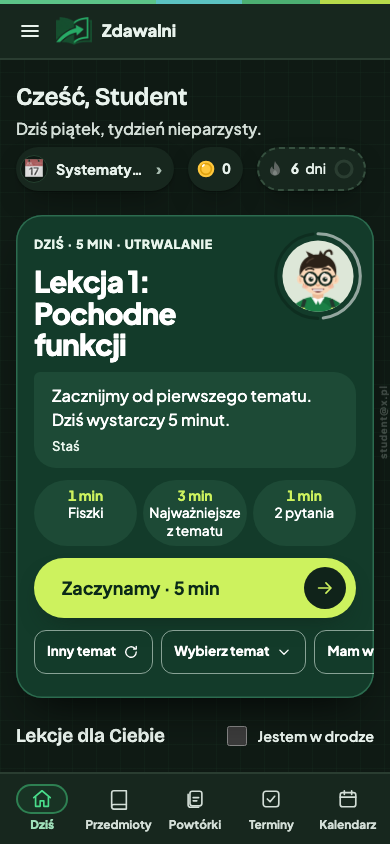 Zdawalni
Cześć, Student
Dziś piątek, tydzień nieparzysty.
17
Systematy…
0
6 dni
DZIŚ · 5 MIN · UTRWALANIE
Lekcja 1:
Pochodne
funkcji
Zacznijmy od pierwszego tematu.
Dziś wystarczy 5 minut.
Staś
1 min
Fiszki
3 min
Najważniejsze
z tematu
1 min
2 pytania
Zaczynamy · 5 min
Inny temat
Wybierz temat
Mam w
student@x.pl
Lekcje dla Ciebie
Jestem w drodze
Dziś
Przedmioty
Powtórki
Terminy
Kalendarz